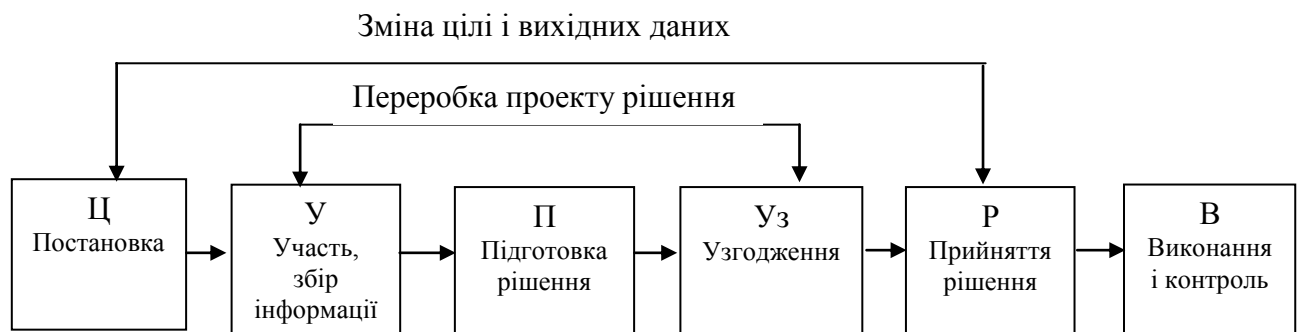 Зміна цілі і вихідних даних
Переробка проекту рішення
Ц
Постановка
У
Участь,
збір
інформації
П
Підготовка
рішення
Уз
Узгодження
Р
Прийняття
рішення
В
Виконання
і контроль